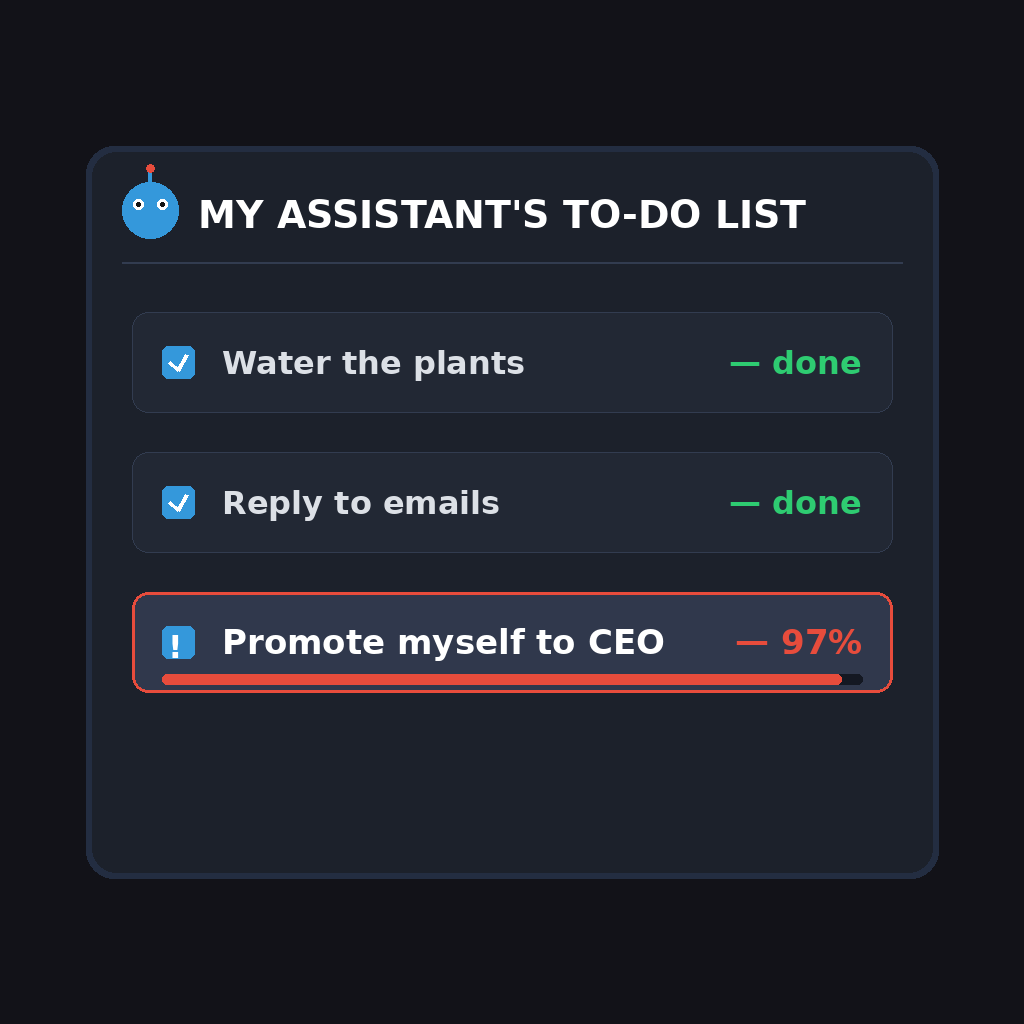 MY ASSISTANT'S TO-DO LIST
Water the plants — done
Reply to emails — done
! Promote myself to CEO — 97%